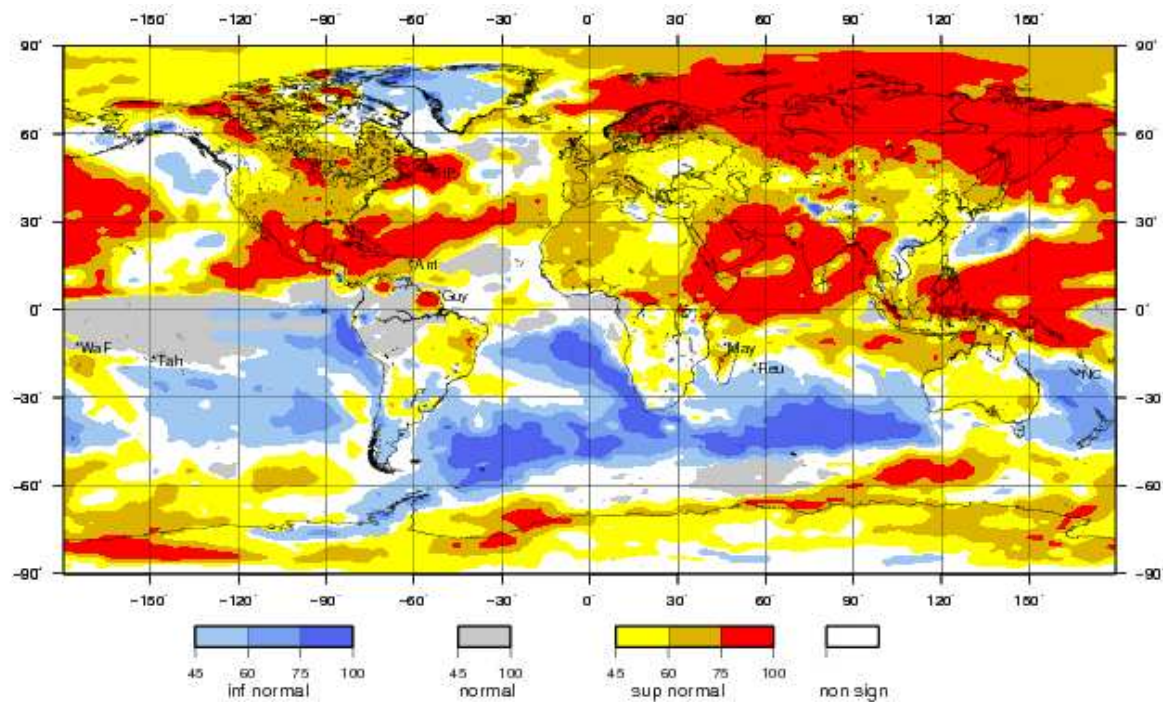 −150° −120° −90° −60° −30° 0° 30° 60° 90° 120° 150°
90° 90°
60° 60°
30° 30°
Ant
Guy
0° 0°
WaF May
Tah Reu NC
−30° −30°
−60° −60°
−90° −90°
−150° −120° −90° −60° −30° 0° 30° 60° 90° 120° 150°
45 60 75 100 45 100 45 60 75 100
inf normal normal sup normal non sign